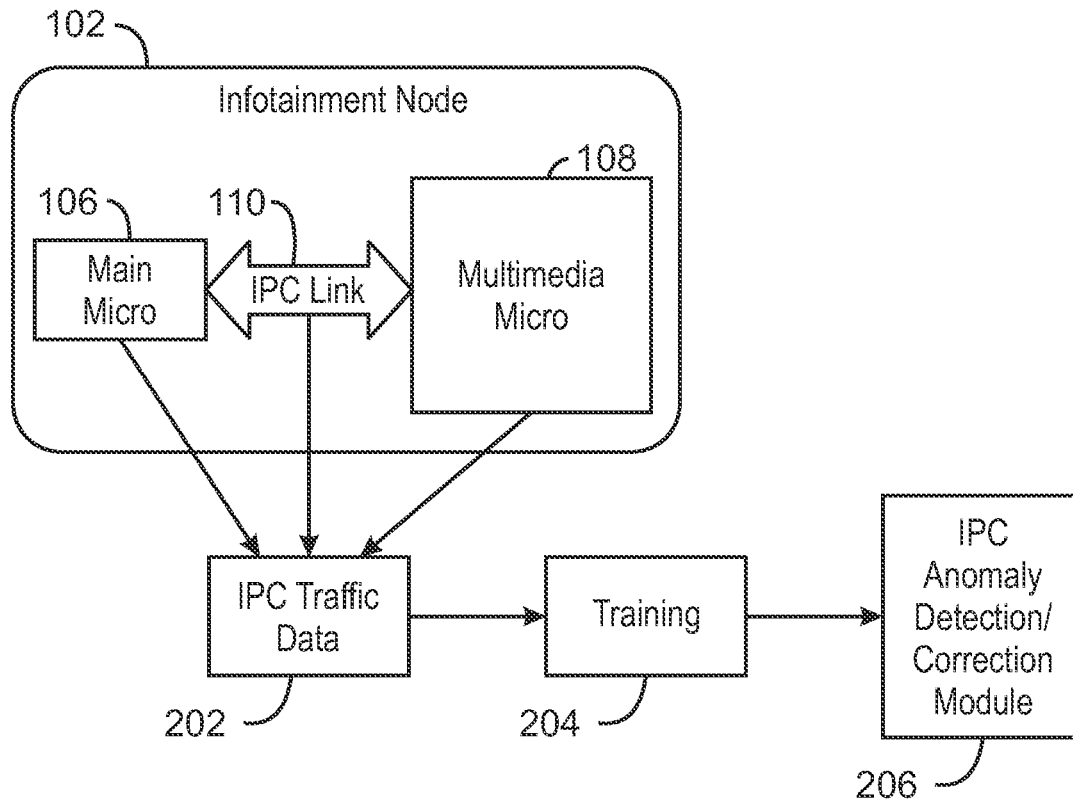 102
Infotainment Node
108
106
110
Main
Micro
IPC Link
Multimedia
Micro
IPC Traffic
Data
202
Training
204
IPC
Anomaly
Detection/
Correction
Module
206